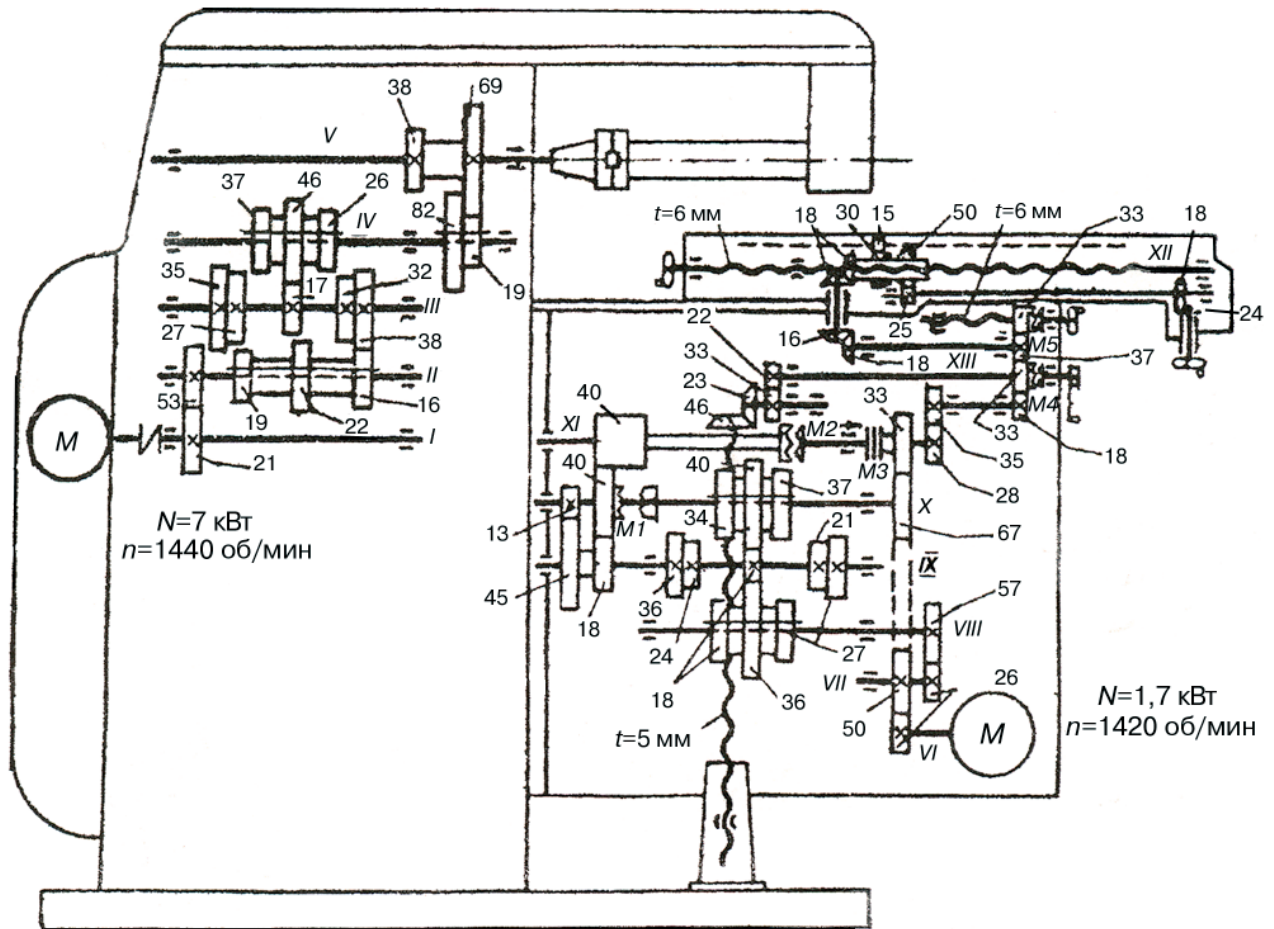 69
38
V
37
46
26
IV
82
19
35
32
17
III
27
38
II
53
19
22
16
M
I
21
N=7 кВт
n=1440 об/мин
t=6 мм
18
30
15
50
t=6 мм
33
18
XII
24
25
22
16
M5
33
18
XIII
37
23
40
46
33
M4
XI
M2
33
35
18
40
40
37
M3
28
13
M1
34
21
X
67
IX
45
18
36
57
VIII
24
27
18
36
VII
26
50
M
VI
t=5 мм
N=1,7 кВт
n=1420 об/мин